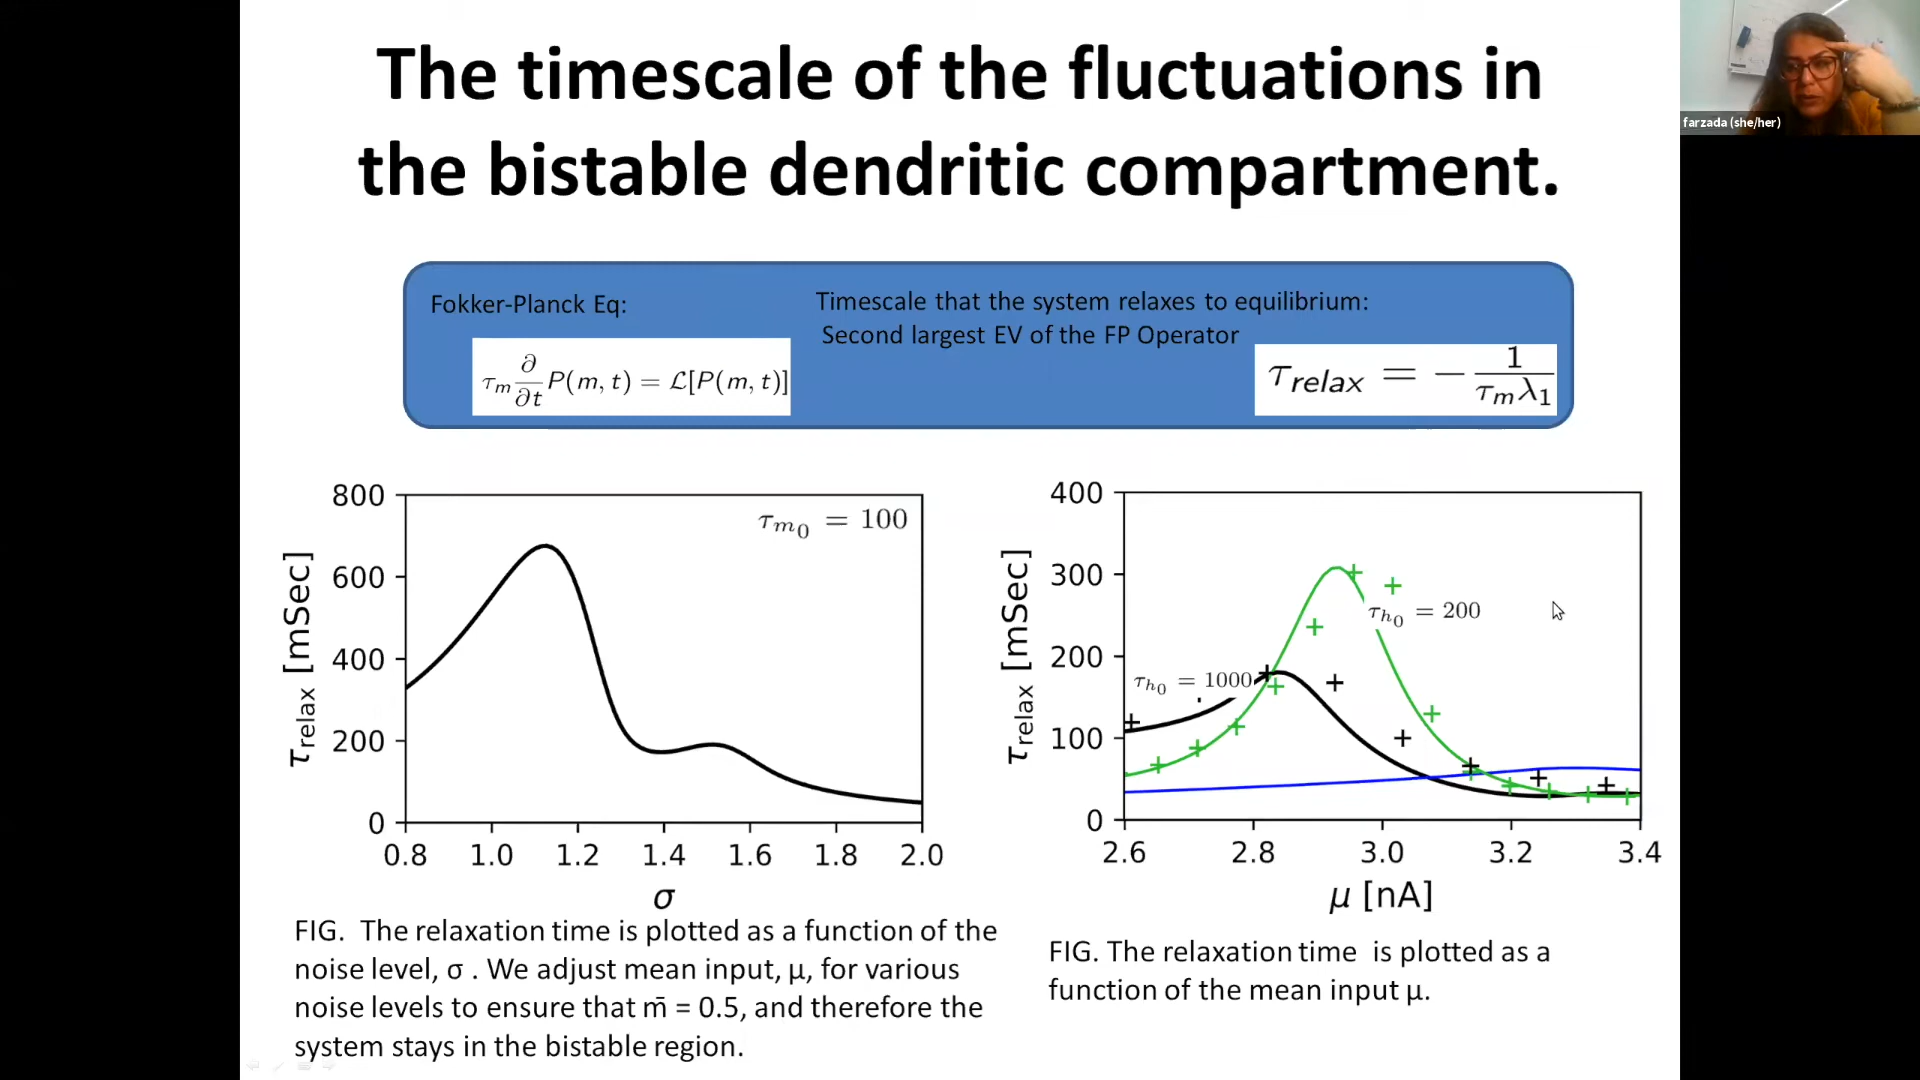 The timescale of the fluctuations in
the bistable dendritic compartment.
farzada (she/her)
Fokker-Planck Eq:
τₘ ∂/∂t P(m, t) = ℒ[P(m, t)]
Timescale that the system relaxes to equilibrium:
Second largest EV of the FP Operator
τ_relax = − 1/(τₘλ₁)
800
600
400
200
0
τ_relax [mSec]
τ_m₀ = 100
0.8 1.0 1.2 1.4 1.6 1.8 2.0
σ
FIG. The relaxation time is plotted as a function of the
noise level, σ . We adjust mean input, μ, for various
noise levels to ensure that m̄ = 0.5, and therefore the
system stays in the bistable region.
400
300
200
100
0
τ_relax [mSec]
τ_h₀ = 200
τ_h₀ = 1000
2.6 2.8 3.0 3.2 3.4
μ [nA]
FIG. The relaxation time is plotted as a
function of the mean input μ.